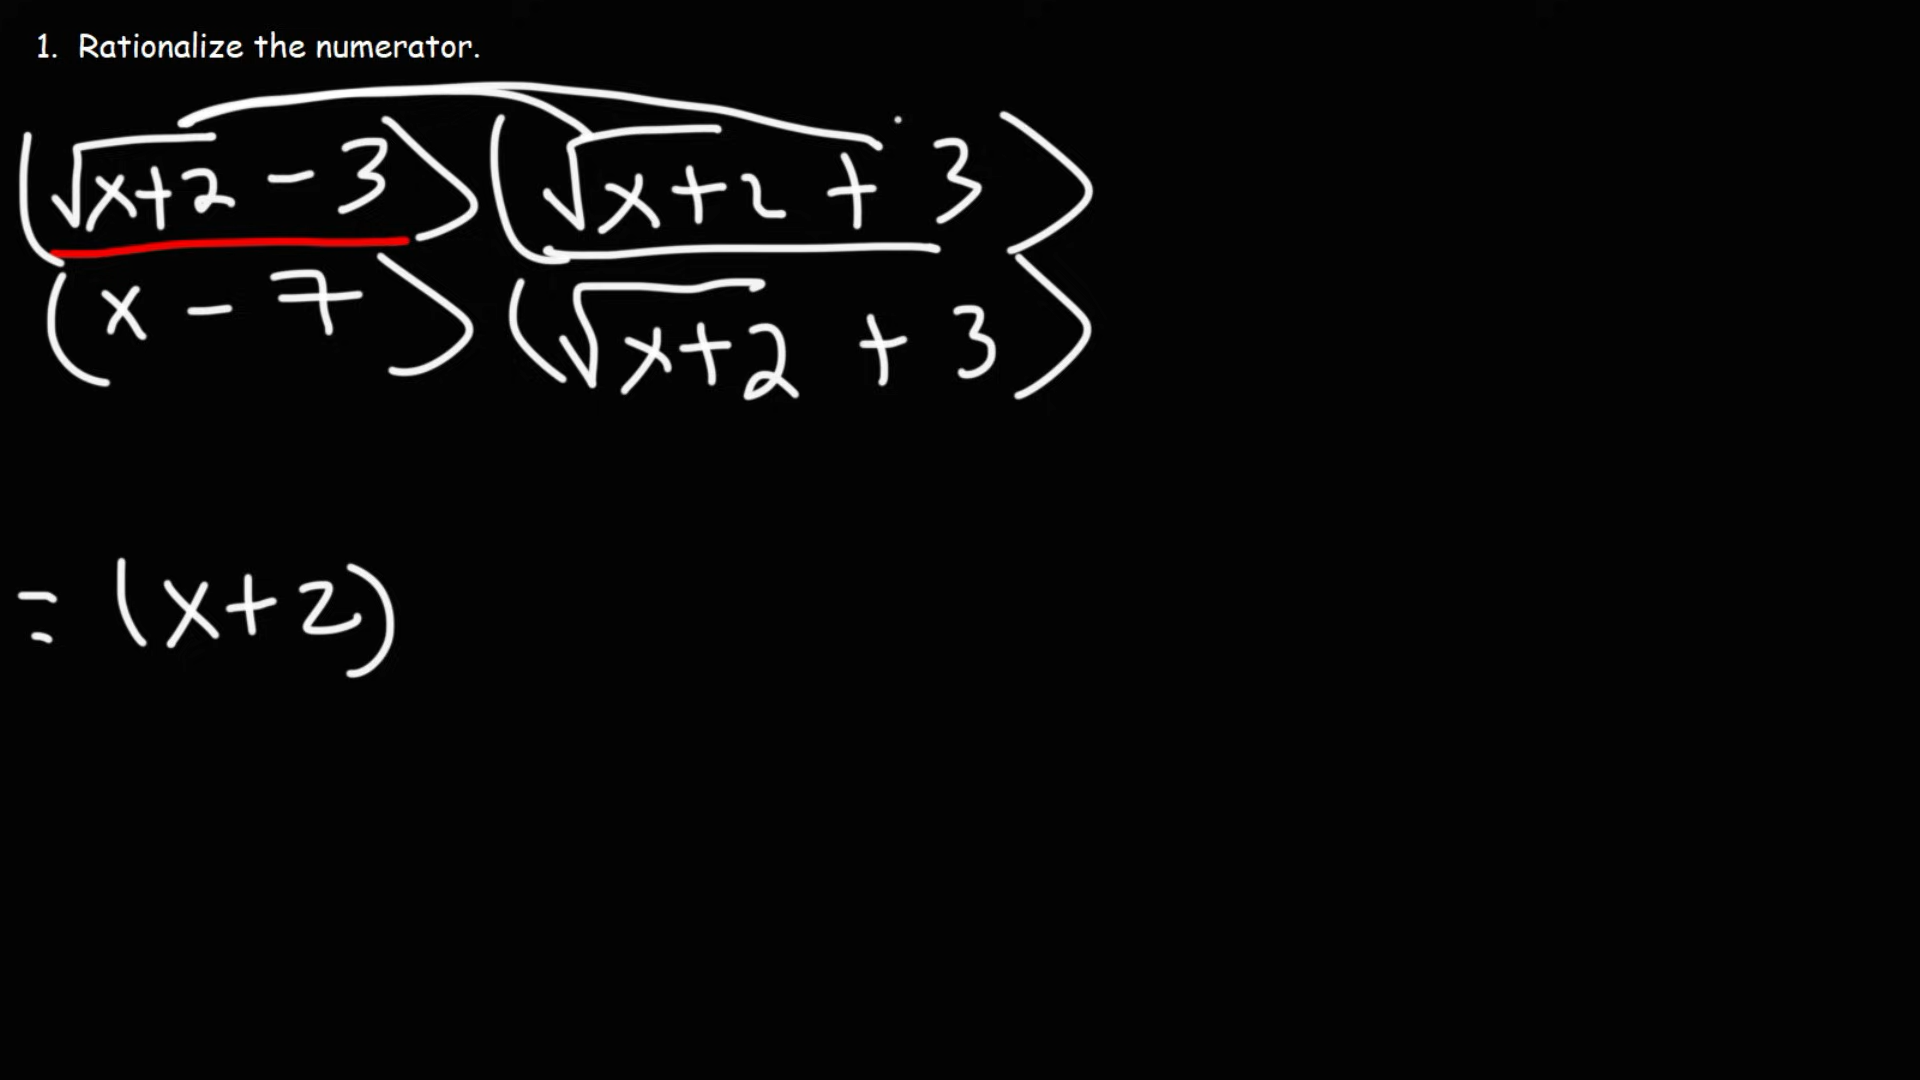 1. Rationalize the numerator.
(√x+2 - 3) (√x+2 + 3)
(x - 7) (√x+2 + 3)
= (x+2)